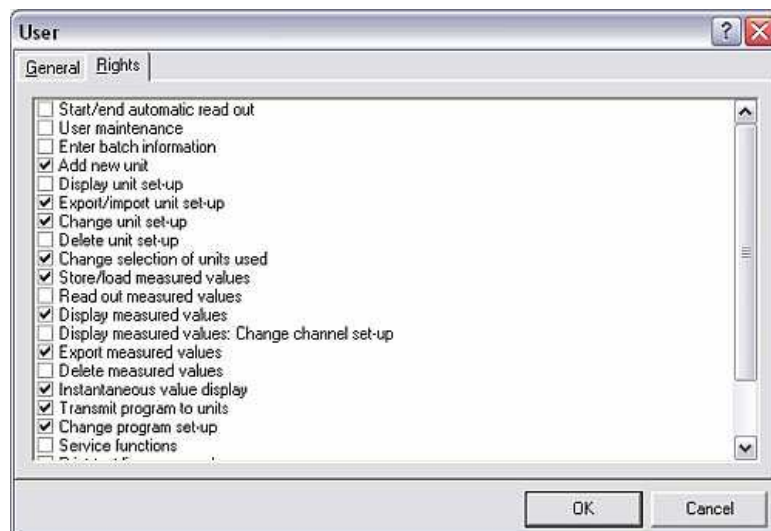 User
General Rights
Start/end automatic read out
User maintenance
Enter batch information
Add new unit
Display unit set-up
Export/import unit set-up
Change unit set-up
Delete unit set-up
Change selection of units used
Store/load measured values
Read out measured values
Display measured values
Display measured values: Change channel set-up
Export measured values
Delete measured values
Instantaneous value display
Transmit program to units
Change program set-up
Service functions
OK Cancel